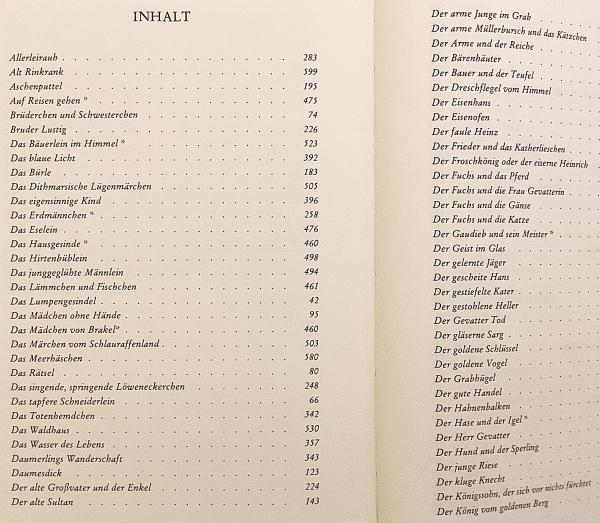 INHALT
Allerleirauh . . . . . . . . . . . . . . . . . 283
Alt Rinkrank . . . . . . . . . . . . . . . . . 599
Aschenputtel . . . . . . . . . . . . . . . . . 195
Auf Reisen gehen * . . . . . . . . . . . . . . . 475
Brüderchen und Schwesterchen . . . . . . . . . . . . 74
Bruder Lustig . . . . . . . . . . . . . . . . . 226
Das Bäuerlein im Himmel * . . . . . . . . . . . . . 523
Das blaue Licht . . . . . . . . . . . . . . . . 392
Das Bürle . . . . . . . . . . . . . . . . . . 183
Das Dithmarsische Lügenmärchen . . . . . . . . . . . 505
Das eigensinnige Kind . . . . . . . . . . . . . . 396
Das Erdmännchen * . . . . . . . . . . . . . . . 258
Das Eselein . . . . . . . . . . . . . . . . . 476
Das Hausgesinde * . . . . . . . . . . . . . . . 460
Das Hirtenbüblein . . . . . . . . . . . . . . . 498
Das junggeglühte Männlein . . . . . . . . . . . . . 494
Das Lämmchen und Fischchen . . . . . . . . . . . . 461
Das Lumpengesindel . . . . . . . . . . . . . . . 42
Das Mädchen ohne Hände . . . . . . . . . . . . . . 95
Das Mädchen von Brakel* . . . . . . . . . . . . . 460
Das Märchen vom Schlauraffenland . . . . . . . . . . . 503
Das Meerhäschen . . . . . . . . . . . . . . . . 580
Das Rätsel . . . . . . . . . . . . . . . . . . 80
Das singende, springende Löweneckerchen . . . . . . . . . 248
Das tapfere Schneiderlein . . . . . . . . . . . . . 66
Das Totenhemdchen . . . . . . . . . . . . . . . 342
Das Waldhaus . . . . . . . . . . . . . . . . . 530
Das Wasser des Lebens . . . . . . . . . . . . . . 357
Daumerlings Wanderschaft . . . . . . . . . . . . . 343
Daumesdick . . . . . . . . . . . . . . . . . . 123
Der alte Großvater und der Enkel . . . . . . . . . . . 224
Der alte Sultan . . . . . . . . . . . . . . . . 143
Der arme Junge im Grab
Der arme Müllerbursch und das Kätzchen
Der Arme und der Reiche
Der Bärenhäuter
Der Bauer und der Teufel
Der Dreschflegel vom Himmel
Der Eisenhans
Der Eisenofen
Der faule Heinz
Der Frieder und das Katherlieschen
Der Froschkönig oder der eiserne Heinrich
Der Fuchs und das Pferd
Der Fuchs und die Frau Gevatterin
Der Fuchs und die Gänse
Der Fuchs und die Katze
Der Gaudieb und sein Meister *
Der Geist im Glas
Der gelernte Jäger
Der gescheite Hans
Der gestiefelte Kater
Der gestohlene Heller
Der Gevatter Tod
Der gläserne Sarg
Der goldene Schlüssel
Der goldene Vogel
Der Grabhügel
Der gute Handel
Der Hahnenbalken
Der Hase und der Igel *
Der Herr Gevatter
Der Hund und der Sperling
Der junge Riese
Der kluge Knecht
Der Königssohn, der sich vor nichts fürchtet
Der König vom goldenen Berg